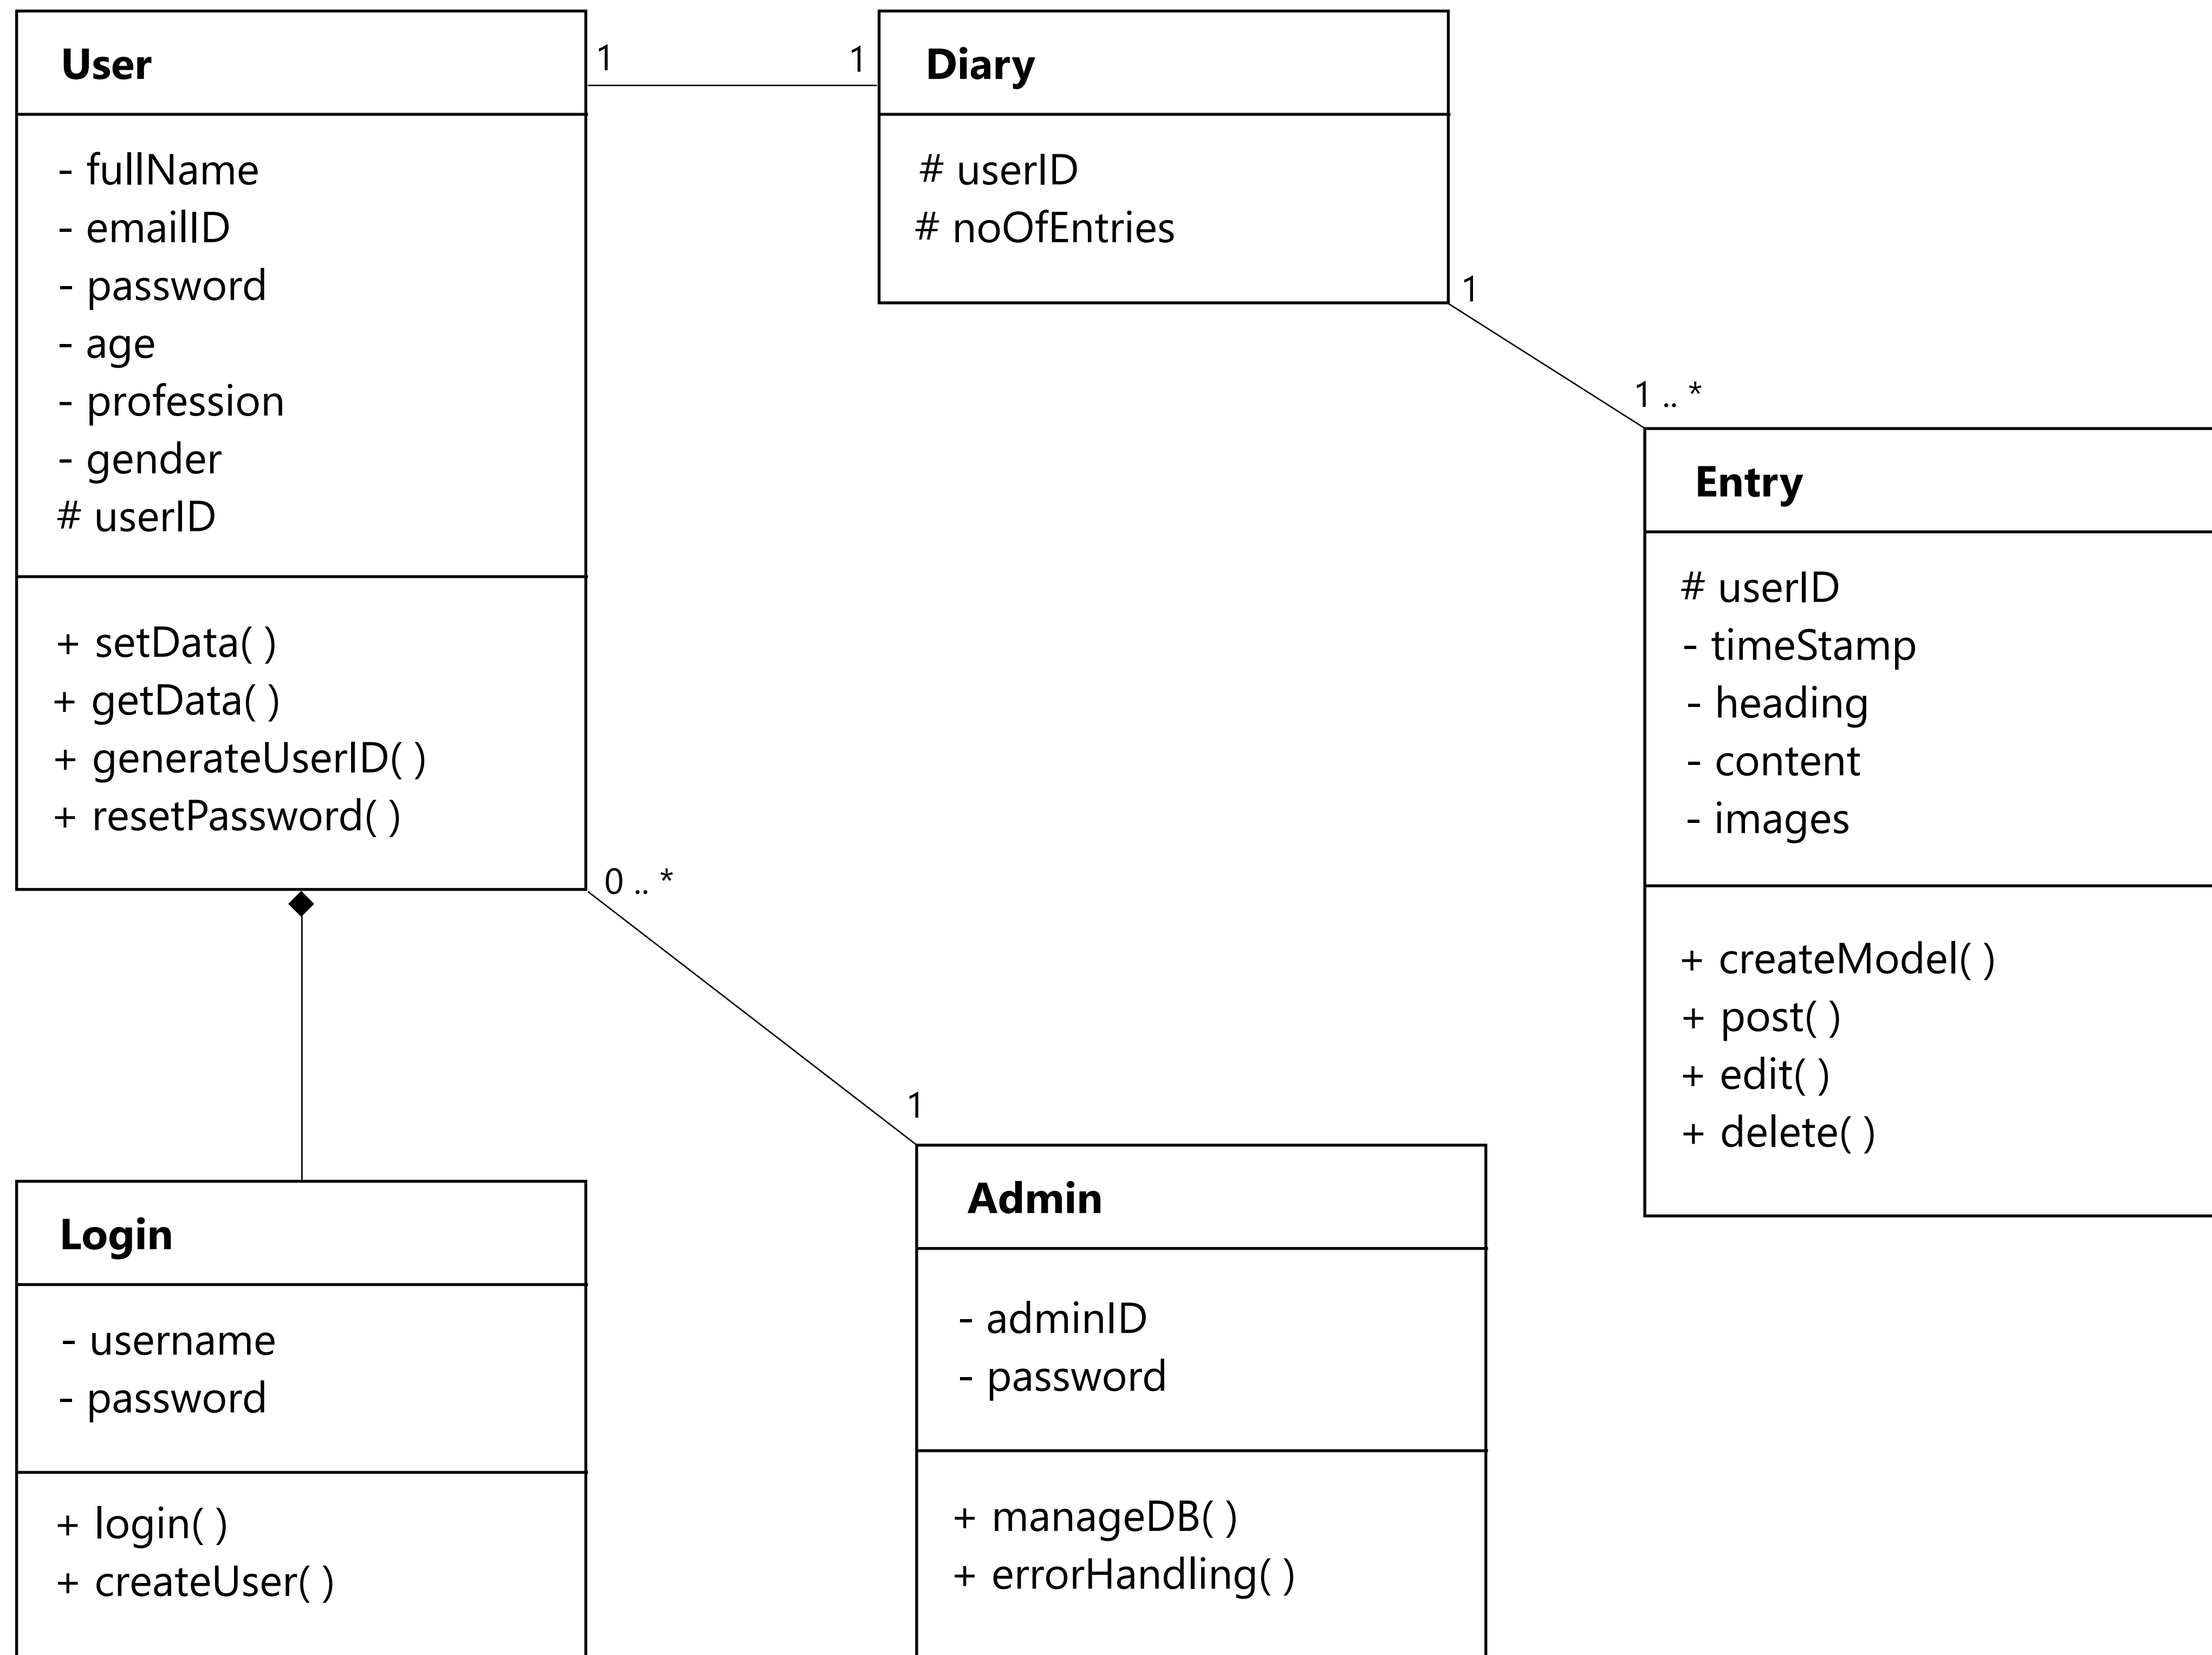 User
- fullName
- emailID
- password
- age
- profession
- gender
# userID
+ setData( )
+ getData( )
+ generateUserID( )
+ resetPassword( )
1
1
Diary
# userID
# noOfEntries
1
1 .. *
Entry
# userID
- timeStamp
- heading
- content
- images
+ createModel( )
+ post( )
+ edit( )
+ delete( )
0 .. *
1
Login
- username
- password
+ login( )
+ createUser( )
Admin
- adminID
- password
+ manageDB( )
+ errorHandling( )